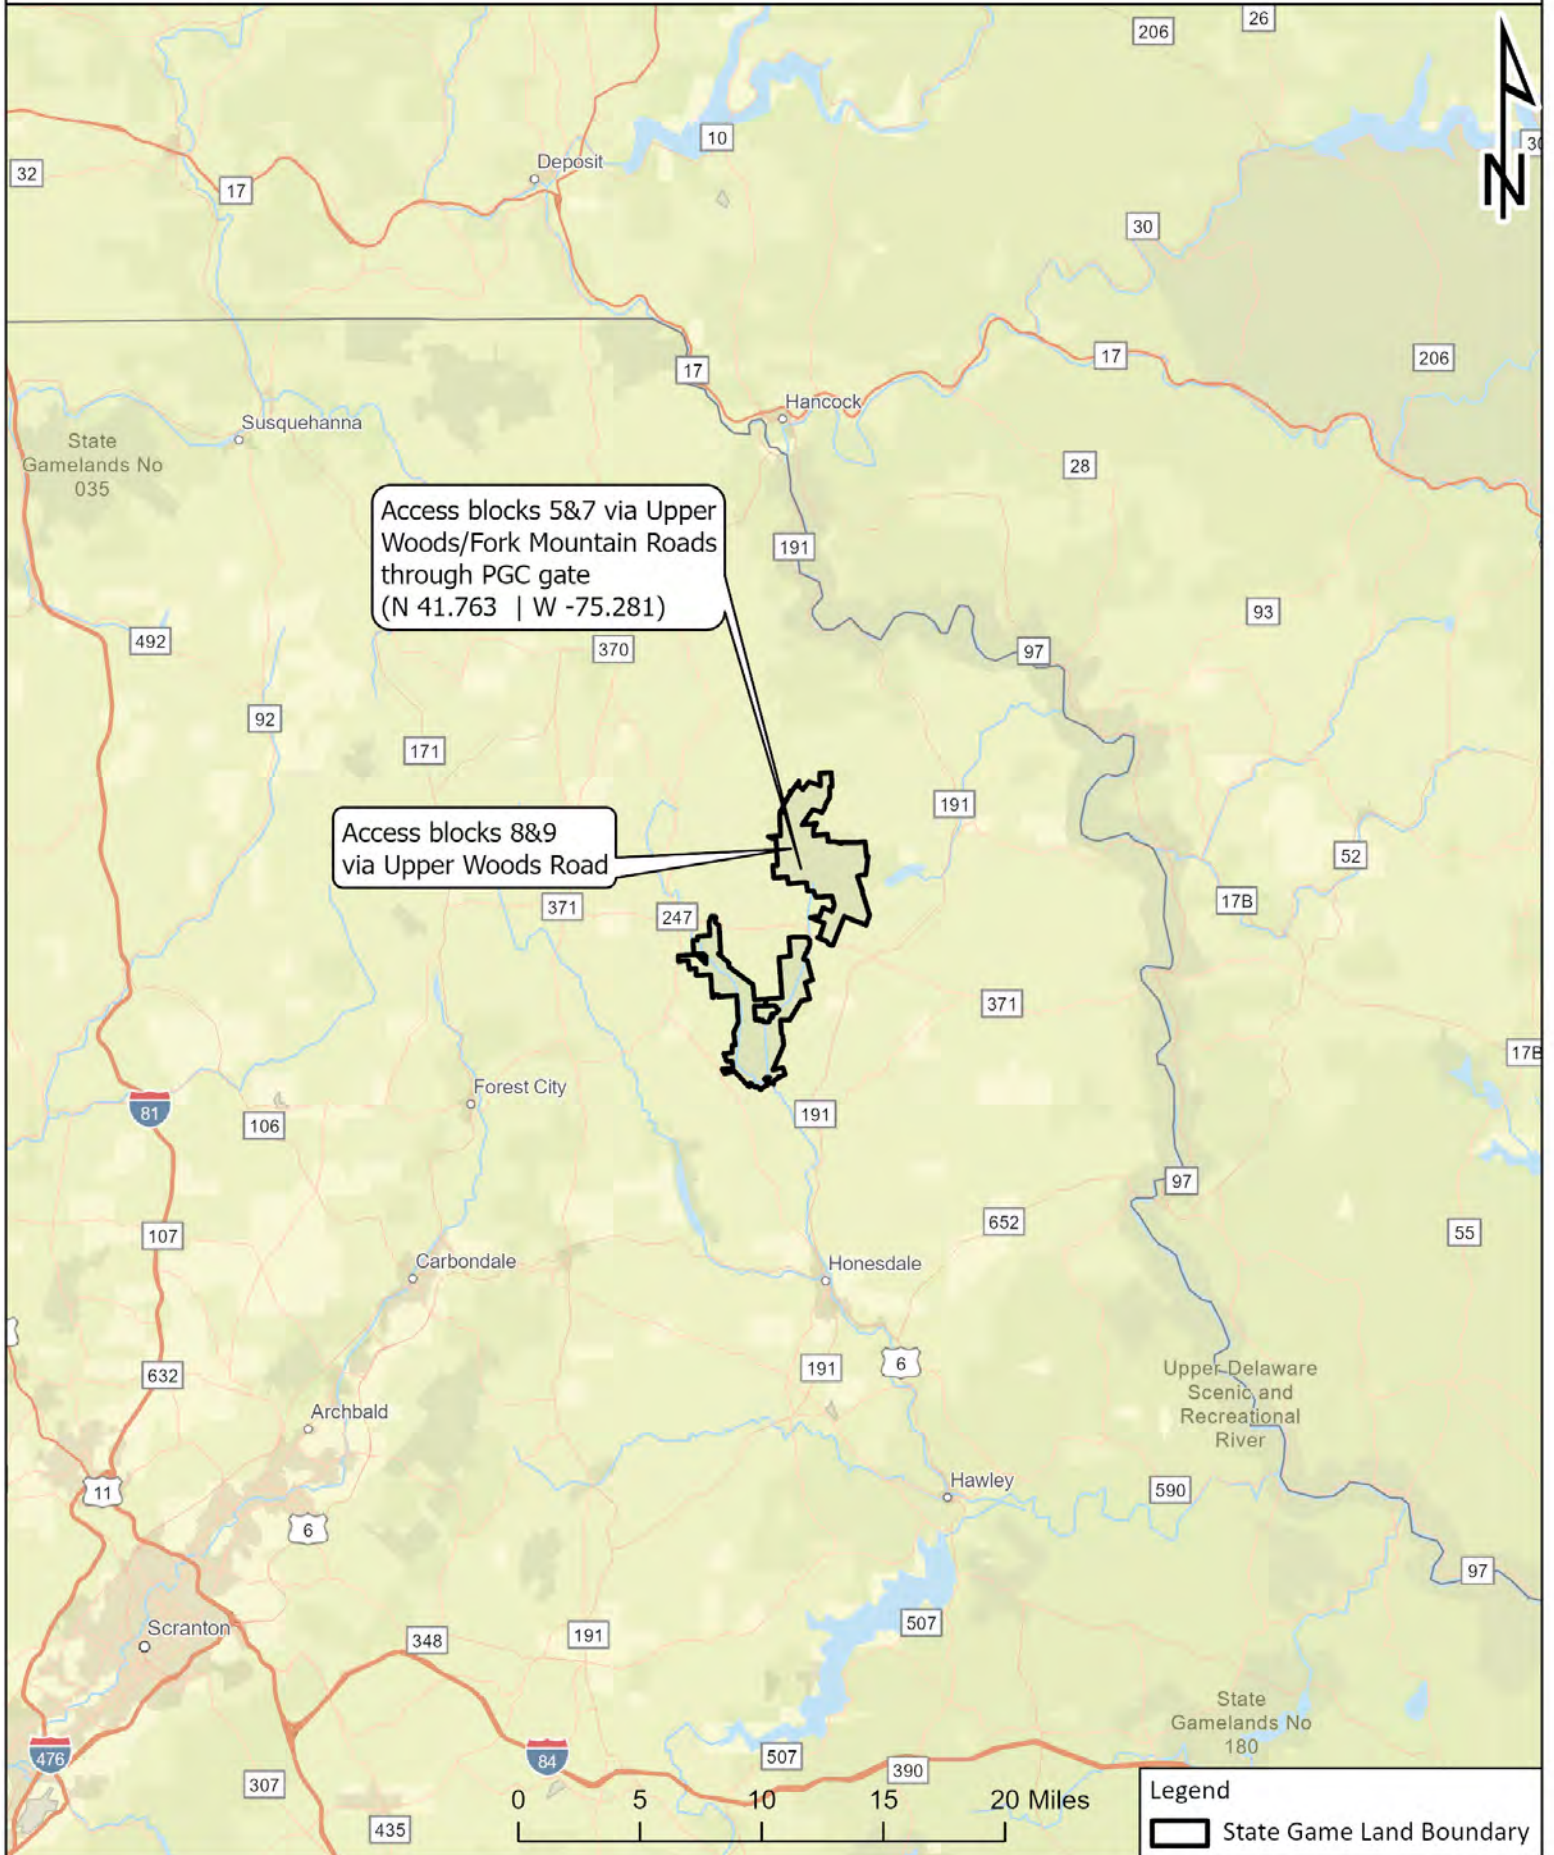 206
26
10
32
17
Deposit
30
30
N
17
17
206
Hancock
Susquehanna
State
Gamelands No
035
28
Access blocks 5&7 via Upper
Woods/Fork Mountain Roads
through PGC gate
(N 41.763 | W -75.281)
191
492
370
93
97
92
171
191
Access blocks 8&9
via Upper Woods Road
52
371
247
17B
371
17B
81
Forest City
106
191
97
107
652
55
Carbondale
Honesdale
632
191
6
Upper Delaware
Scenic and
Recreational
River
Archbald
11
Hawley
590
6
97
Scranton
348
191
507
State
Gamelands No
180
476
84
507
390
307
435
0 5 10 15 20 Miles
Legend
State Game Land Boundary